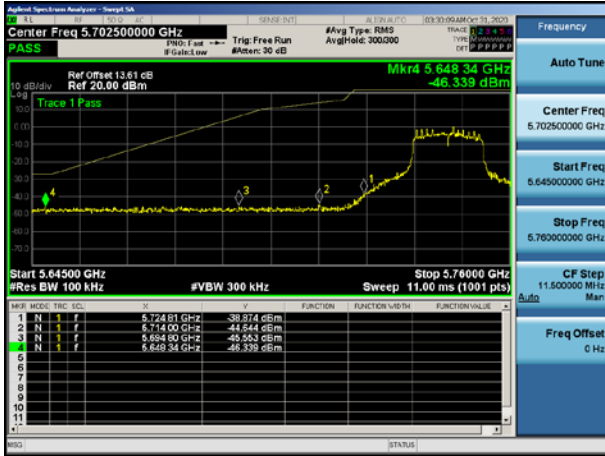 Agilent Spectrum Analyzer - Swept SA
RL RF 50 Ω AC SENSE:INT ALIGN AUTO 03:30:09 AM Oct 31, 2020
Center Freq 5.702500000 GHz
PASS
PNO: Fast
IFGain:Low
Trig: Free Run
#Atten: 30 dB
#Avg Type: RMS
Avg|Hold: 300/300
TRACE 1 2 3 4 5 6
TYPE
DET P P P P P P
Frequency
Auto Tune
Center Freq
5.702500000 GHz
Start Freq
5.645000000 GHz
Stop Freq
5.760000000 GHz
CF Step
11.500000 MHz
Auto Man
Freq Offset
0 Hz
Mkr4 5.648 34 GHz
-46.339 dBm
10 dB/div
Log
Ref Offset 13.61 dB
Ref 20.00 dBm
Trace 1 Pass
10.0
0.00
-10.0
-20.0
-30.0
-40.0
-50.0
-60.0
-70.0
4
3
2
1
Start 5.64500 GHz
Stop 5.76000 GHz
#Res BW 100 kHz
#VBW 300 kHz
Sweep 11.00 ms (1001 pts)
MKR MODE TRC SCL X Y FUNCTION FUNCTION WIDTH FUNCTION VALUE
1 N 1 f 5.724 81 GHz -38.874 dBm
2 N 1 f 5.714 00 GHz -44.644 dBm
3 N 1 f 5.694 80 GHz -45.553 dBm
4 N 1 f 5.648 34 GHz -46.339 dBm
5
6
7
8
9
10
11
MSG
STATUS